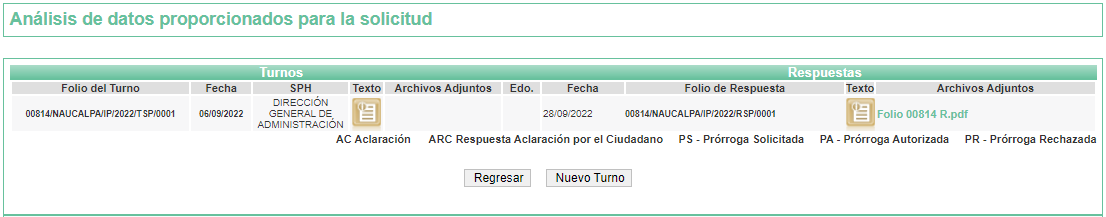 Análisis de datos proporcionados para la solicitud
Turnos Respuestas
Folio del Turno Fecha SPH Texto Archivos Adjuntos Edo. Fecha Folio de Respuesta Texto Archivos Adjuntos
00814/NAUCALPA/IP/2022/TSP/0001 06/09/2022 DIRECCIÓN GENERAL DE ADMINISTRACIÓN 28/09/2022 00814/NAUCALPA/IP/2022/RSP/0001 Folio 00814 R.pdf
AC Aclaración ARC Respuesta Aclaración por el Ciudadano PS - Prórroga Solicitada PA - Prórroga Autorizada PR - Prórroga Rechazada
Regresar Nuevo Turno